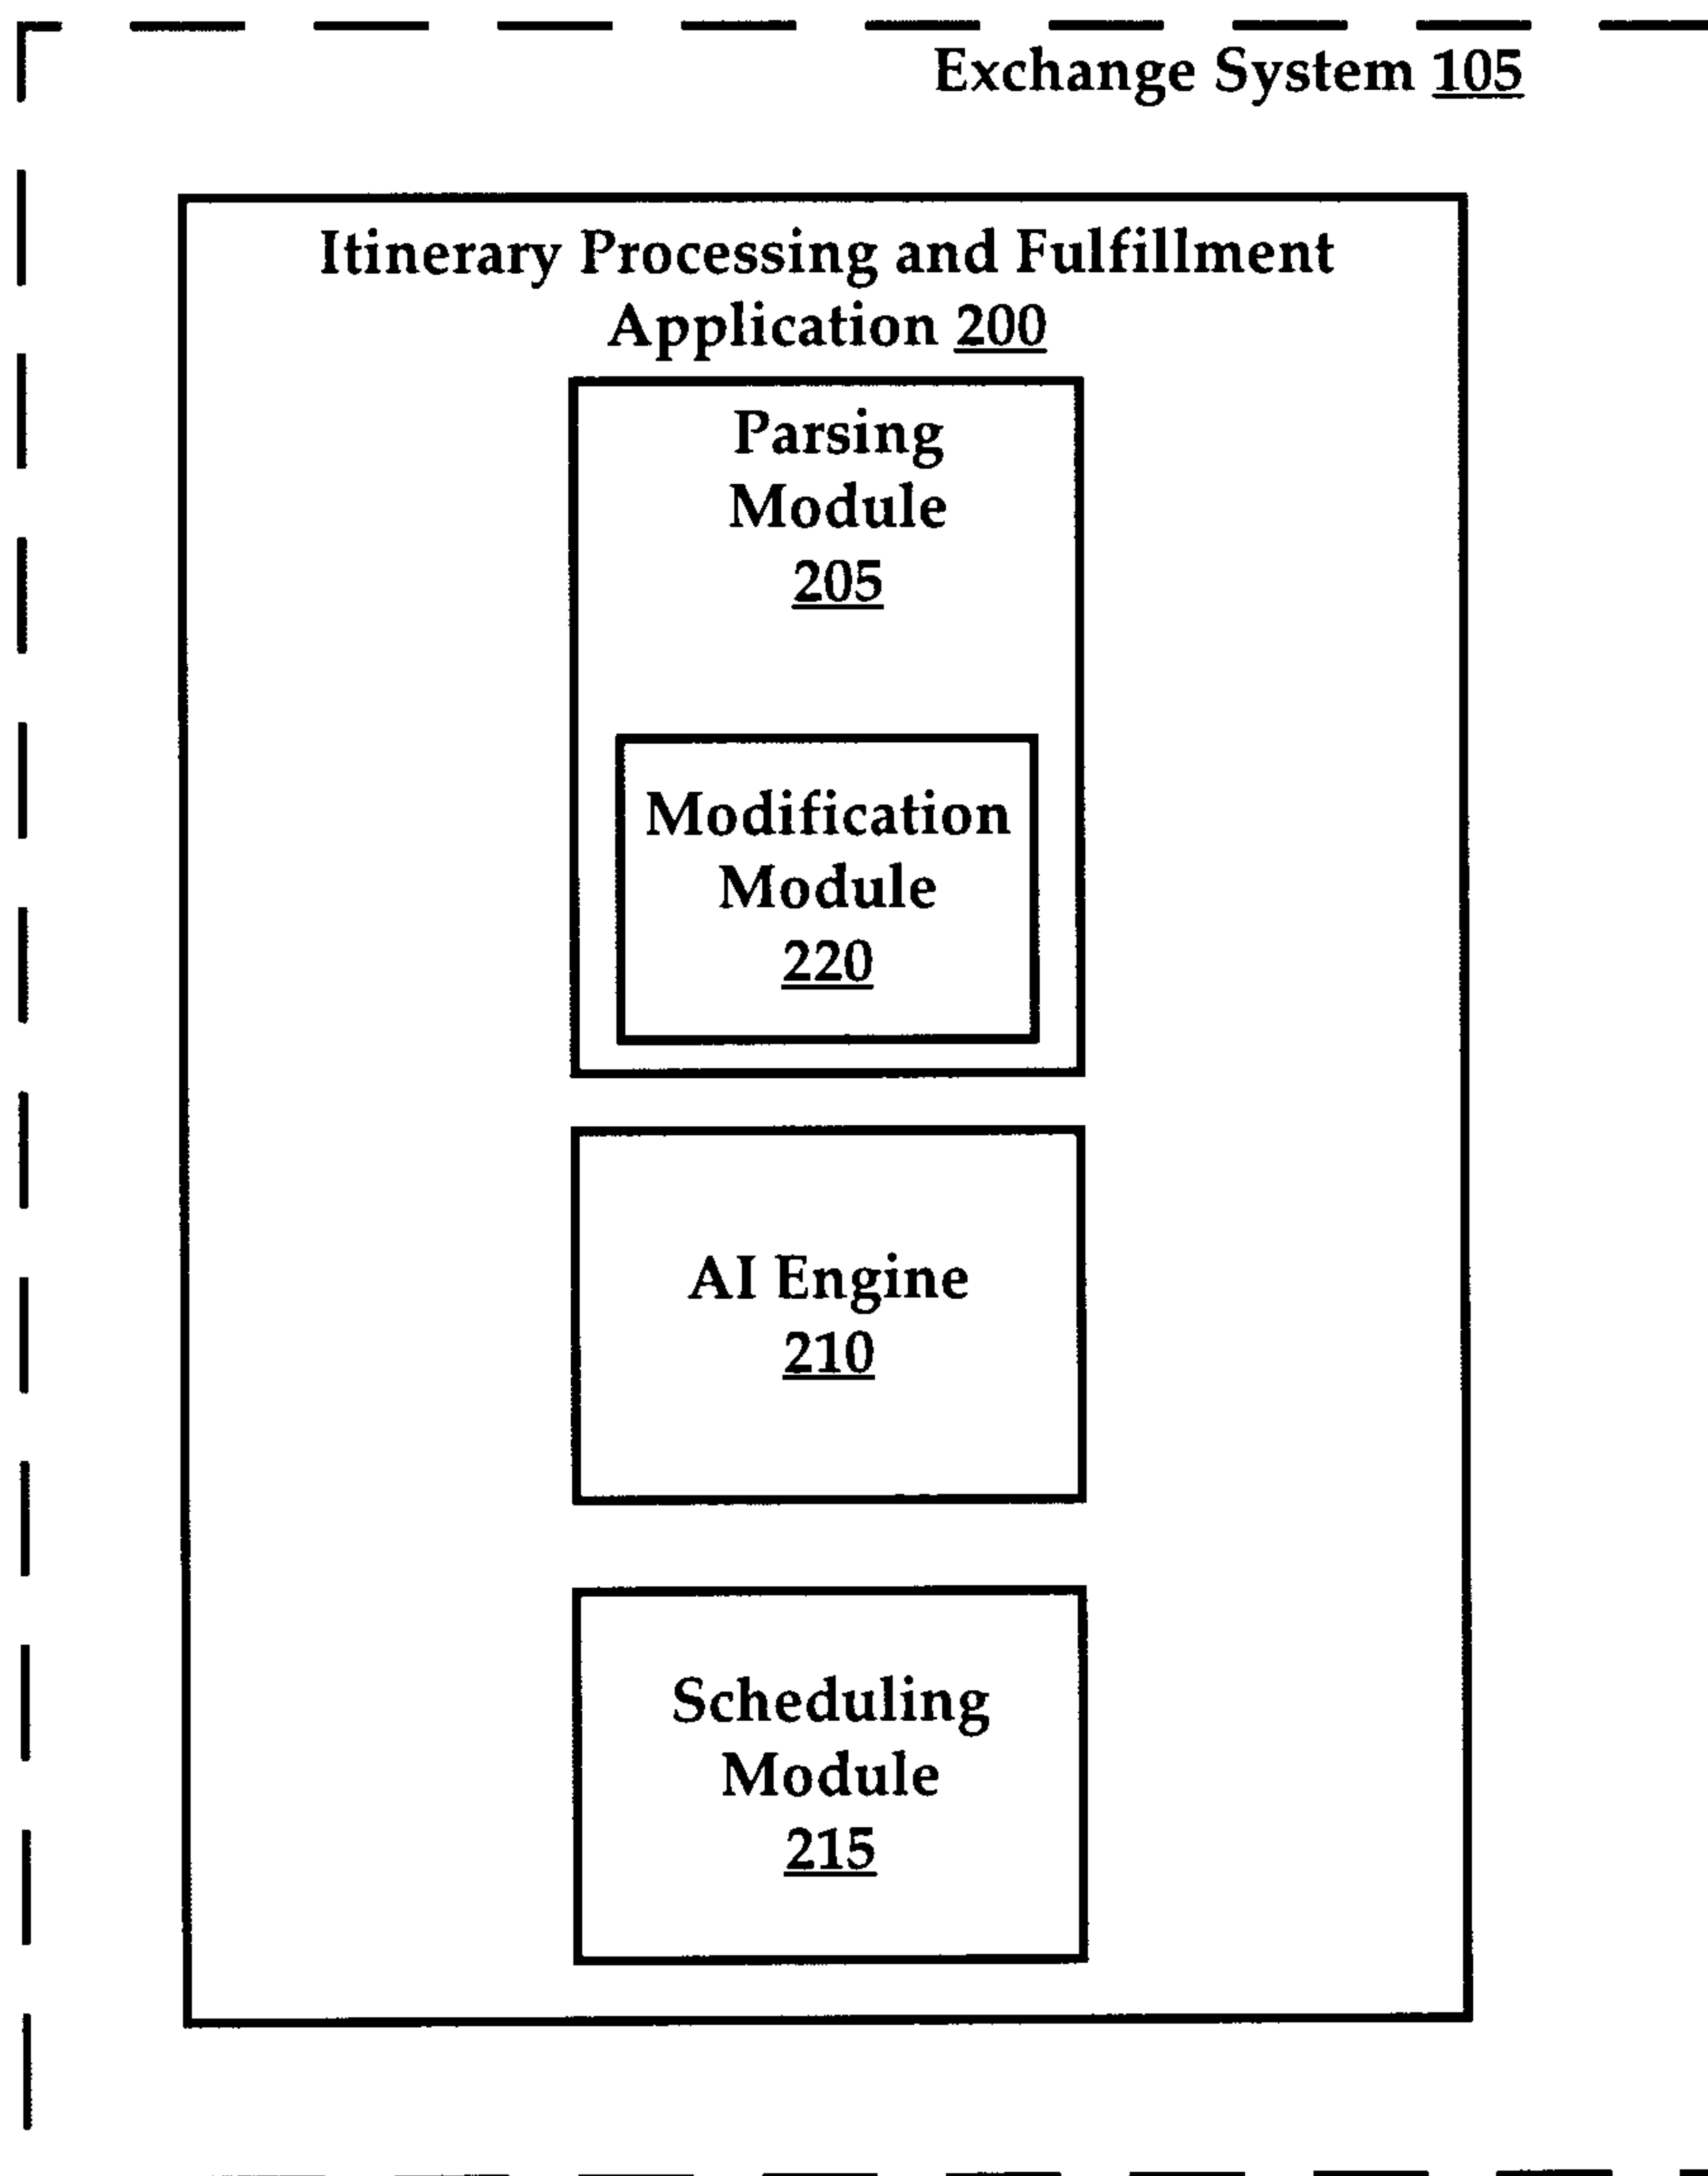 Exchange System 105
Itinerary Processing and Fulfillment
Application 200
Parsing
Module
205
Modification
Module
220
AI Engine
210
Scheduling
Module
215